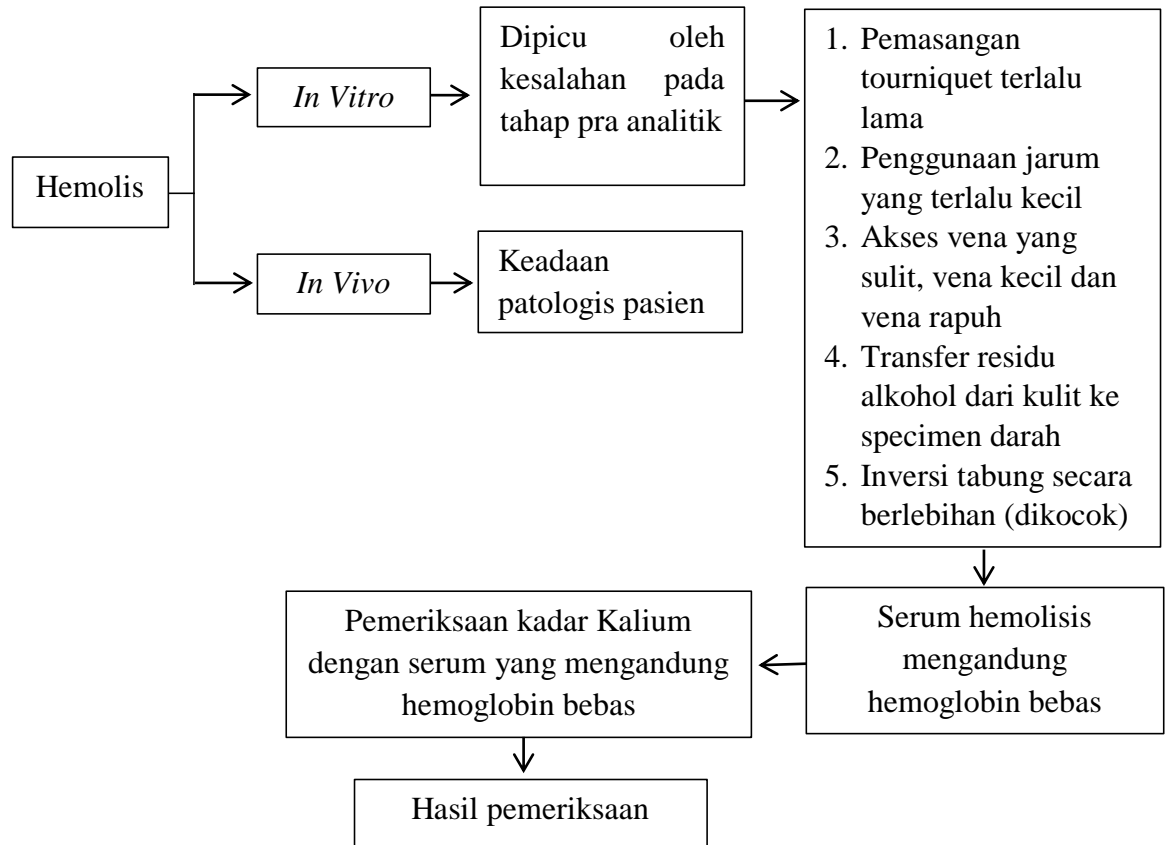 Hemolis
In Vitro
Dipicu oleh
kesalahan pada
tahap pra analitik
1. Pemasangan
tourniquet terlalu
lama
2. Penggunaan jarum
yang terlalu kecil
3. Akses vena yang
sulit, vena kecil dan
vena rapuh
4. Transfer residu
alkohol dari kulit ke
specimen darah
5. Inversi tabung secara
berlebihan (dikocok)
In Vivo
Keadaan
patologis pasien
Serum hemolisis
mengandung
hemoglobin bebas
Pemeriksaan kadar Kalium
dengan serum yang mengandung
hemoglobin bebas
Hasil pemeriksaan